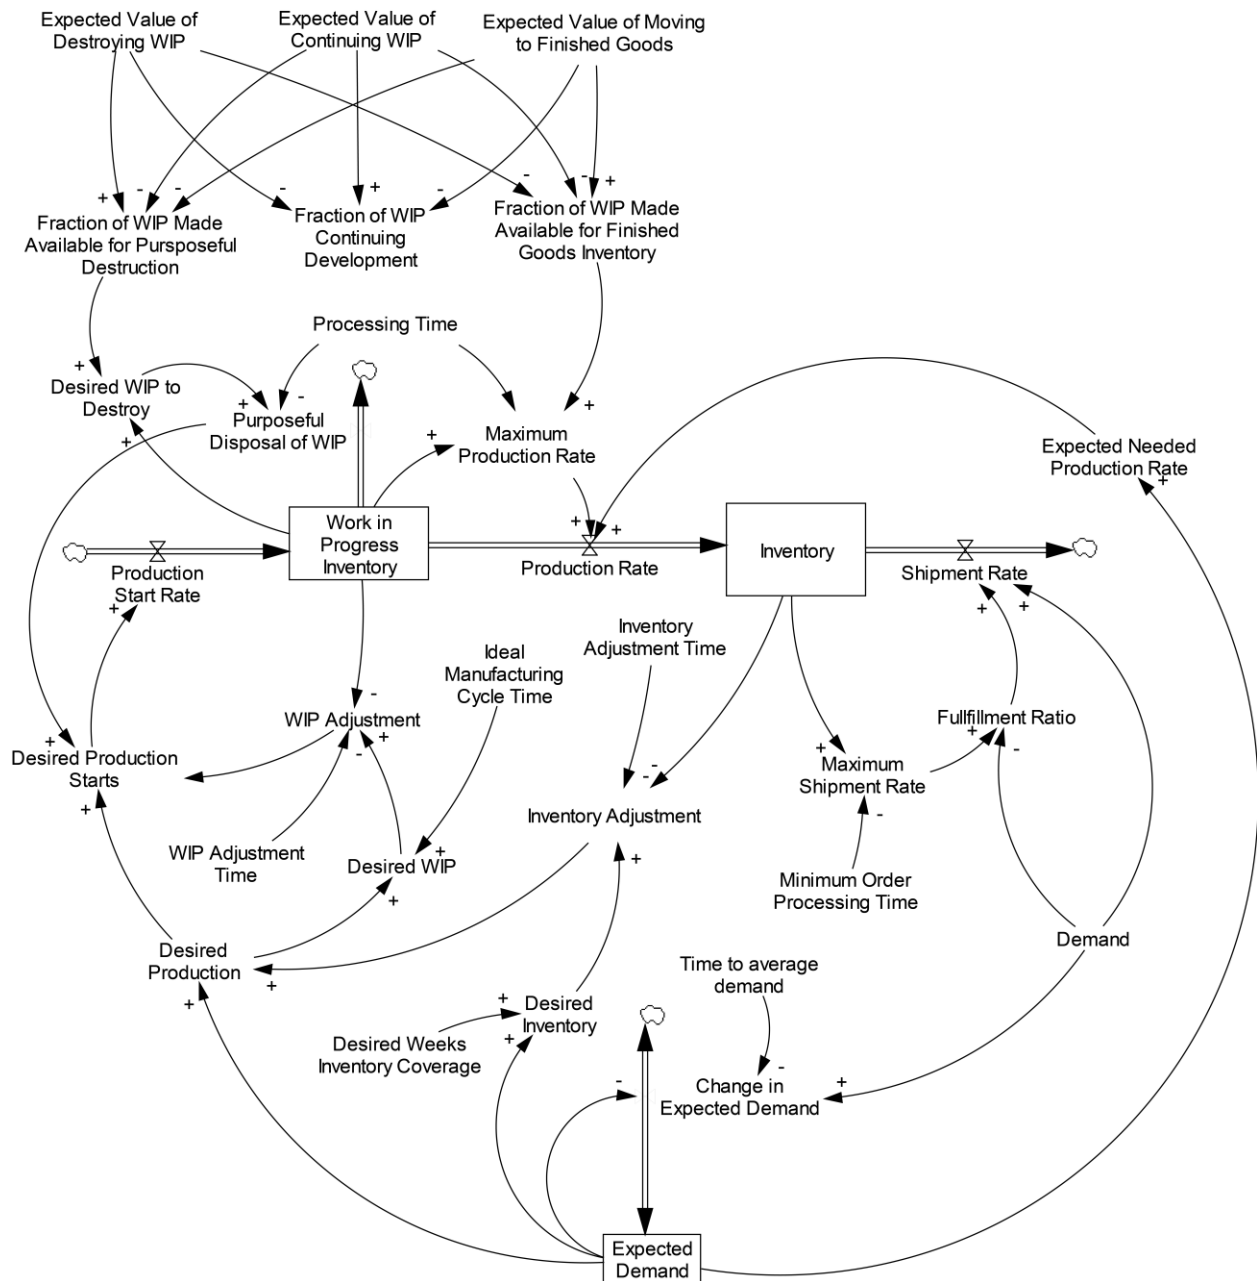 Expected Value of
Destroying WIP
Expected Value of
Continuing WIP
Expected Value of Moving
to Finished Goods
+
-
-
-
+
-
-
-
+
Fraction of WIP Made
Available for Pursposeful
Destruction
Fraction of WIP
Continuing
Development
Fraction of WIP Made
Available for Finished
Goods Inventory
Processing Time
+
Desired WIP to
Destroy
+
+
-
Purposeful
Disposal of WIP
+
+
Maximum
Production Rate
Expected Needed
Production Rate
+
Work in
Progress
Inventory
+
+
Inventory
Production
Start Rate
+
Production Rate
Shipment Rate
+
+
Inventory
Adjustment Time
Ideal
Manufacturing
Cycle Time
-
WIP Adjustment
+
-
Fullfillment Ratio
+
-
+
Desired Production
Starts
+
-
-
+
Maximum
Shipment Rate
-
Inventory Adjustment
+
WIP Adjustment
Time
+
Desired WIP
+
Minimum Order
Processing Time
Desired
Production
+
+
Demand
Time to average
demand
+
+
Desired
Inventory
Desired Weeks
Inventory Coverage
-
-
+
Change in
Expected Demand
Expected
Demand